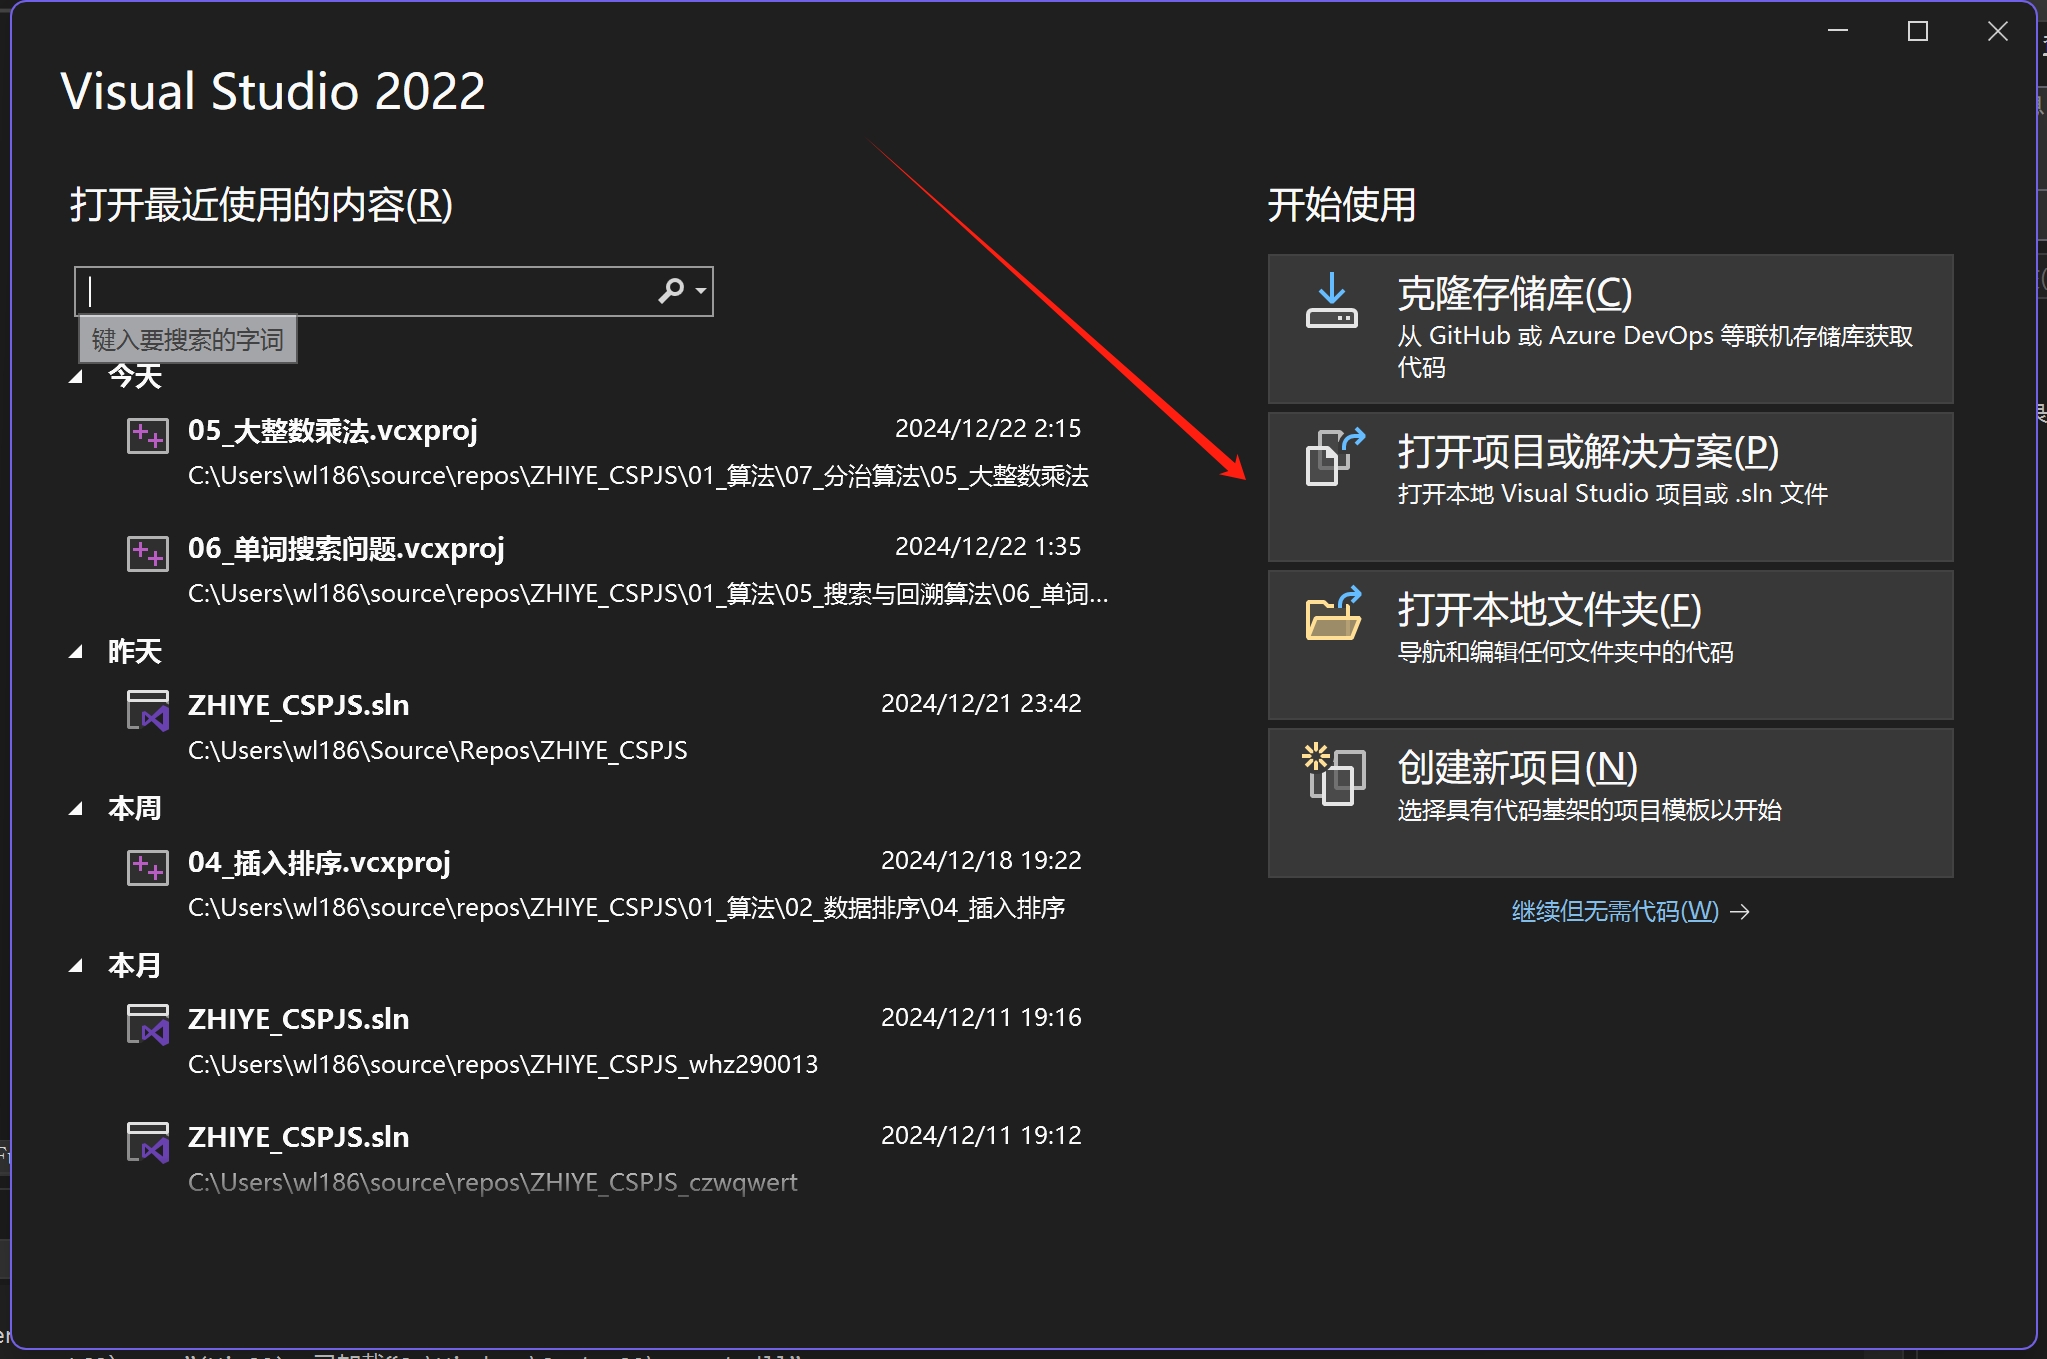 Visual Studio 2022
打开最近使用的内容(R)
键入要搜索的字词
今天
05_大整数乘法.vcxproj
2024/12/22 2:15
C:\Users\wl186\source\repos\ZHIYE_CSPJS\01_算法\07_分治算法\05_大整数乘法
06_单词搜索问题.vcxproj
2024/12/22 1:35
C:\Users\wl186\source\repos\ZHIYE_CSPJS\01_算法\05_搜索与回溯算法\06_单词...
昨天
ZHIYE_CSPJS.sln
2024/12/21 23:42
C:\Users\wl186\Source\Repos\ZHIYE_CSPJS
本周
04_插入排序.vcxproj
2024/12/18 19:22
C:\Users\wl186\source\repos\ZHIYE_CSPJS\01_算法\02_数据排序\04_插入排序
本月
ZHIYE_CSPJS.sln
2024/12/11 19:16
C:\Users\wl186\source\repos\ZHIYE_CSPJS_whz290013
ZHIYE_CSPJS.sln
2024/12/11 19:12
C:\Users\wl186\source\repos\ZHIYE_CSPJS_czwqwert
开始使用
克隆存储库(C)
从 GitHub 或 Azure DevOps 等联机存储库获取
代码
打开项目或解决方案(P)
打开本地 Visual Studio 项目或 .sln 文件
打开本地文件夹(F)
导航和编辑任何文件夹中的代码
创建新项目(N)
选择具有代码基架的项目模板以开始
继续但无需代码(W) →